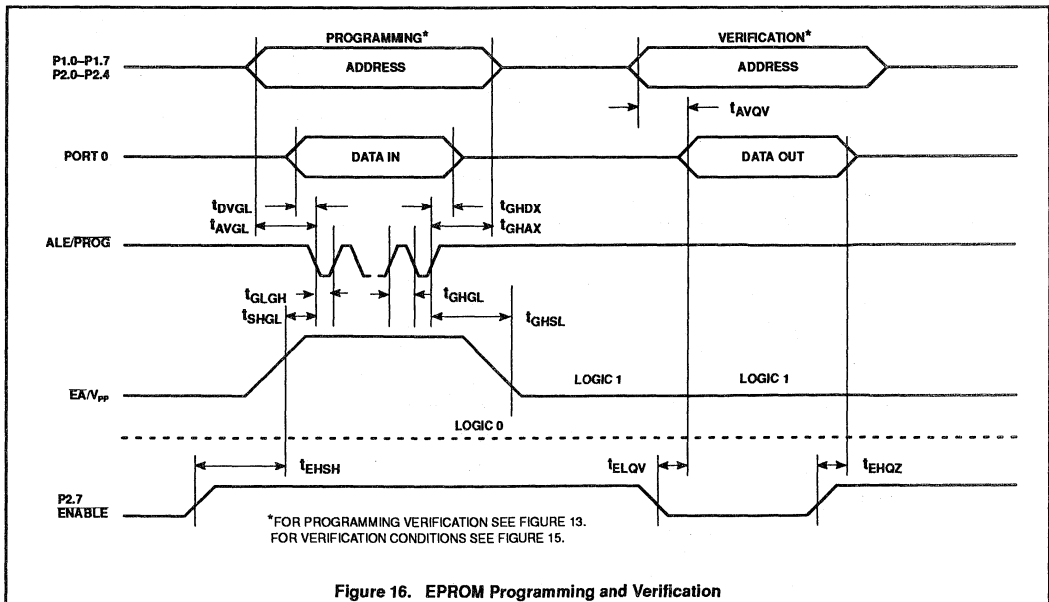 PROGRAMMING*
VERIFICATION*
P1.0–P1.7
P2.0–P2.4
ADDRESS
ADDRESS
tAVQV
PORT 0
DATA IN
DATA OUT
tDVGL
tGHDX
tAVGL
tGHAX
ALE/PROG
tGLGH
tGHGL
tSHGL
tGHSL
LOGIC 1
LOGIC 1
EA/VPP
LOGIC 0
tEHSH
tELQV
tEHQZ
P2.7
ENABLE
*FOR PROGRAMMING VERIFICATION SEE FIGURE 13.
FOR VERIFICATION CONDITIONS SEE FIGURE 15.
Figure 16. EPROM Programming and Verification